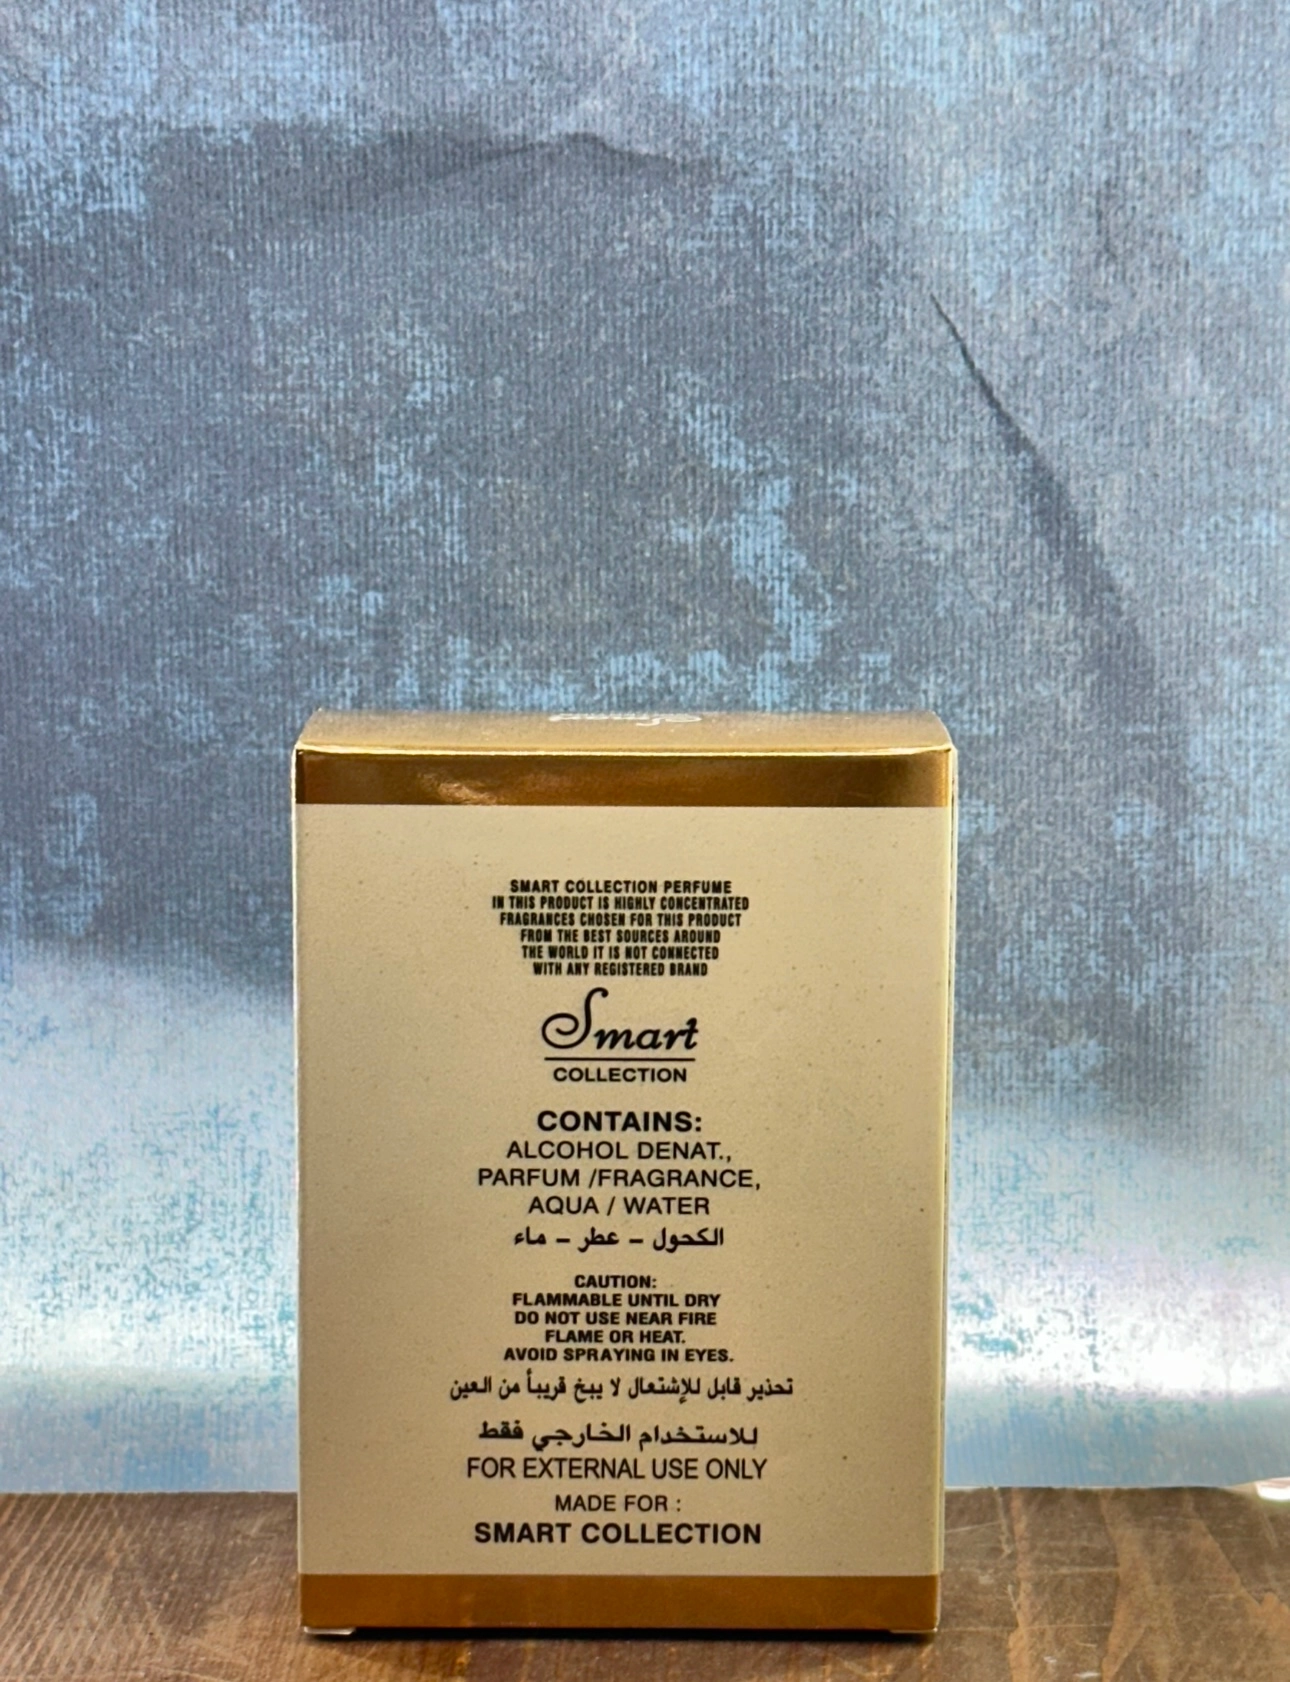 SMART COLLECTION PERFUME
IN THIS PRODUCT IS HIGHLY CONCENTRATED
FRAGRANCES CHOSEN FOR THIS PRODUCT
FROM THE BEST SOURCES AROUND
THE WORLD IT IS NOT CONNECTED
WITH ANY REGISTERED BRAND
Smart
COLLECTION
CONTAINS:
ALCOHOL DENAT.,
PARFUM /FRAGRANCE,
AQUA / WATER
الكحول – عطر – ماء
CAUTION:
FLAMMABLE UNTIL DRY
DO NOT USE NEAR FIRE
FLAME OR HEAT.
AVOID SPRAYING IN EYES.
تحذير قابل للإشتعال لا يبخ قريبأ من العين
للاستخدام الخارجي فقط
FOR EXTERNAL USE ONLY
MADE FOR :
SMART COLLECTION